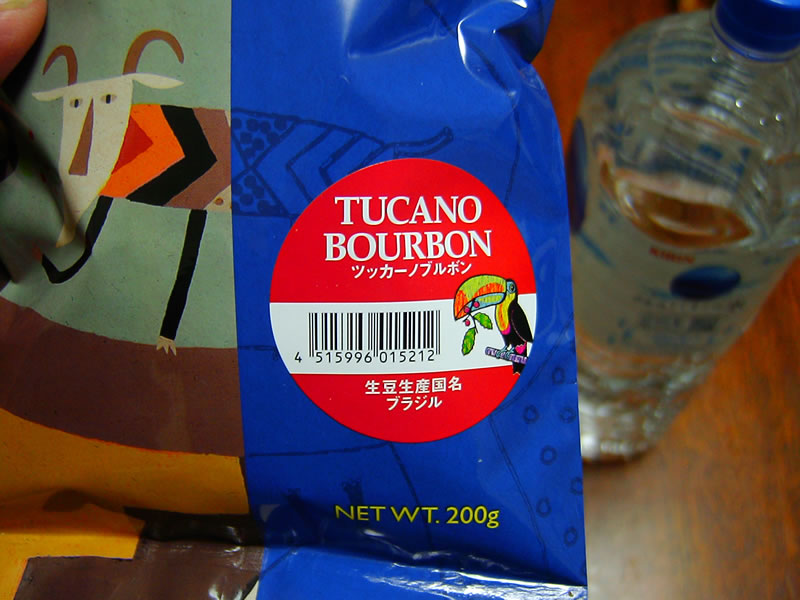 TUCANO
BOURBON
ツッカーノブルボン
4 515996 015212
生豆生産国名
ブラジル
NET WT. 200g
KIRIN